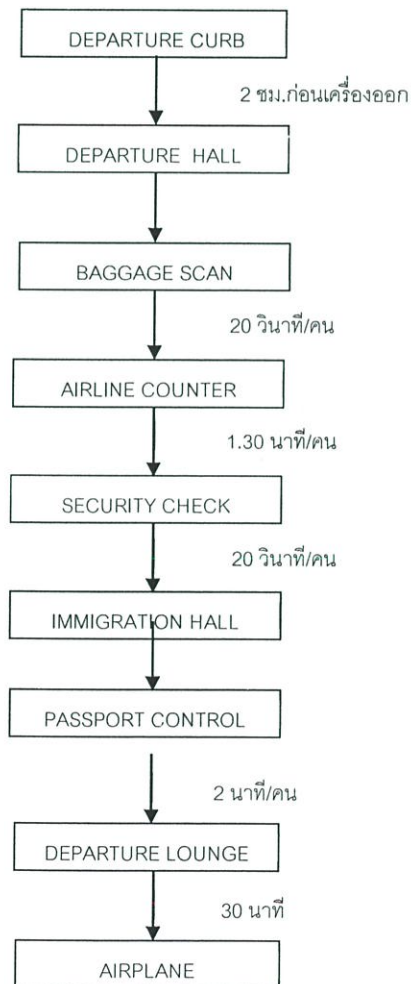 DEPARTURE CURB
2 ชม.ก่อนเครื่องออก
DEPARTURE HALL
BAGGAGE SCAN
20 วินาที/คน
AIRLINE COUNTER
1.30 นาที/คน
SECURITY CHECK
20 วินาที/คน
IMMIGRATION HALL
PASSPORT CONTROL
2 นาที/คน
DEPARTURE LOUNGE
30 นาที
AIRPLANE